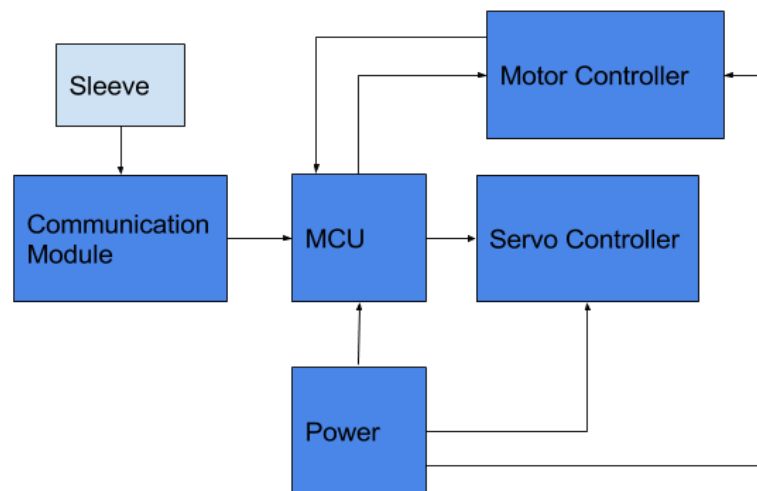 Sleeve
Motor Controller
Communication
Module
MCU
Servo Controller
Power